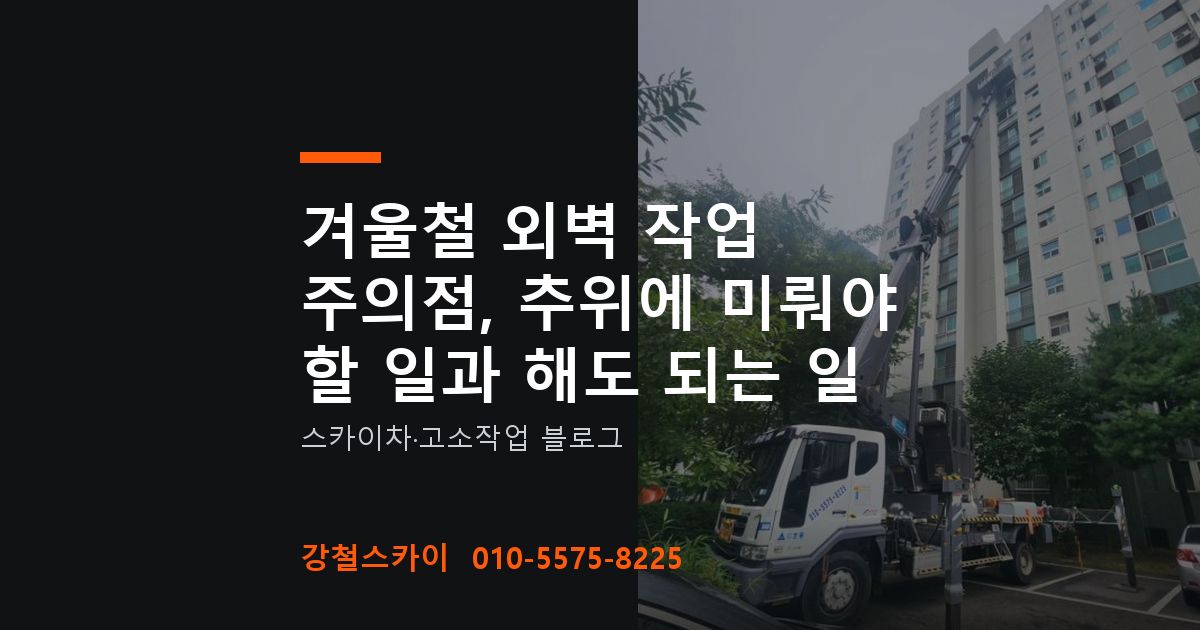 겨울철 외벽 작업
주의점, 추위에 미뤄야
할 일과 해도 되는 일
스카이차·고소작업 블로그
강철스카이 010-5575-8225